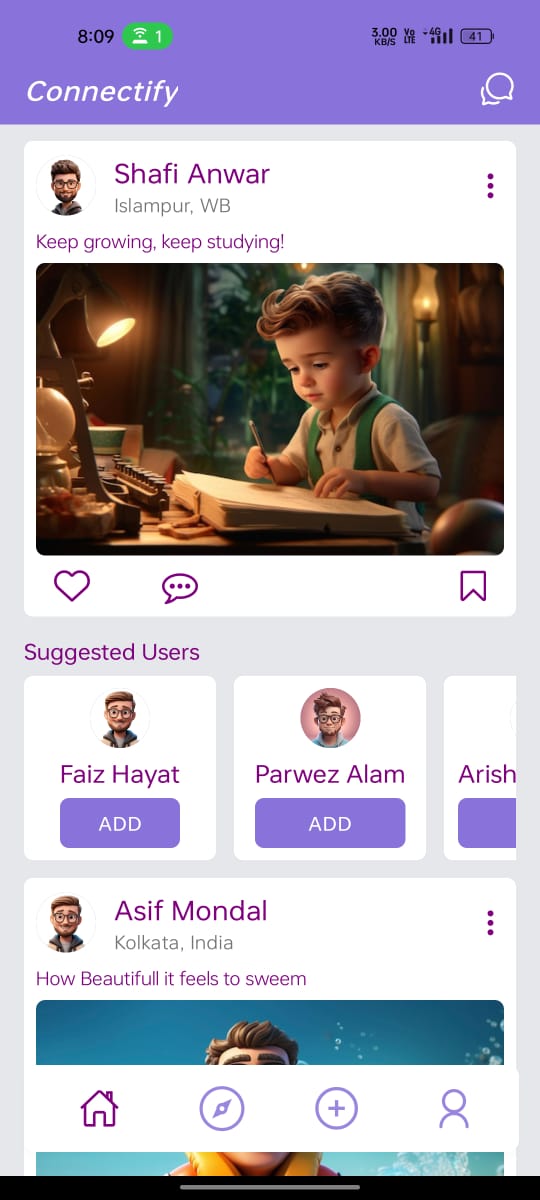 8:09
1
3.00
KB/S
Vo
LTE
4G
41
Connectify
Shafi Anwar
Islampur, WB
Keep growing, keep studying!
Suggested Users
Faiz Hayat
Parwez Alam
Arish
ADD
ADD
Asif Mondal
Kolkata, India
How Beautifull it feels to sweem